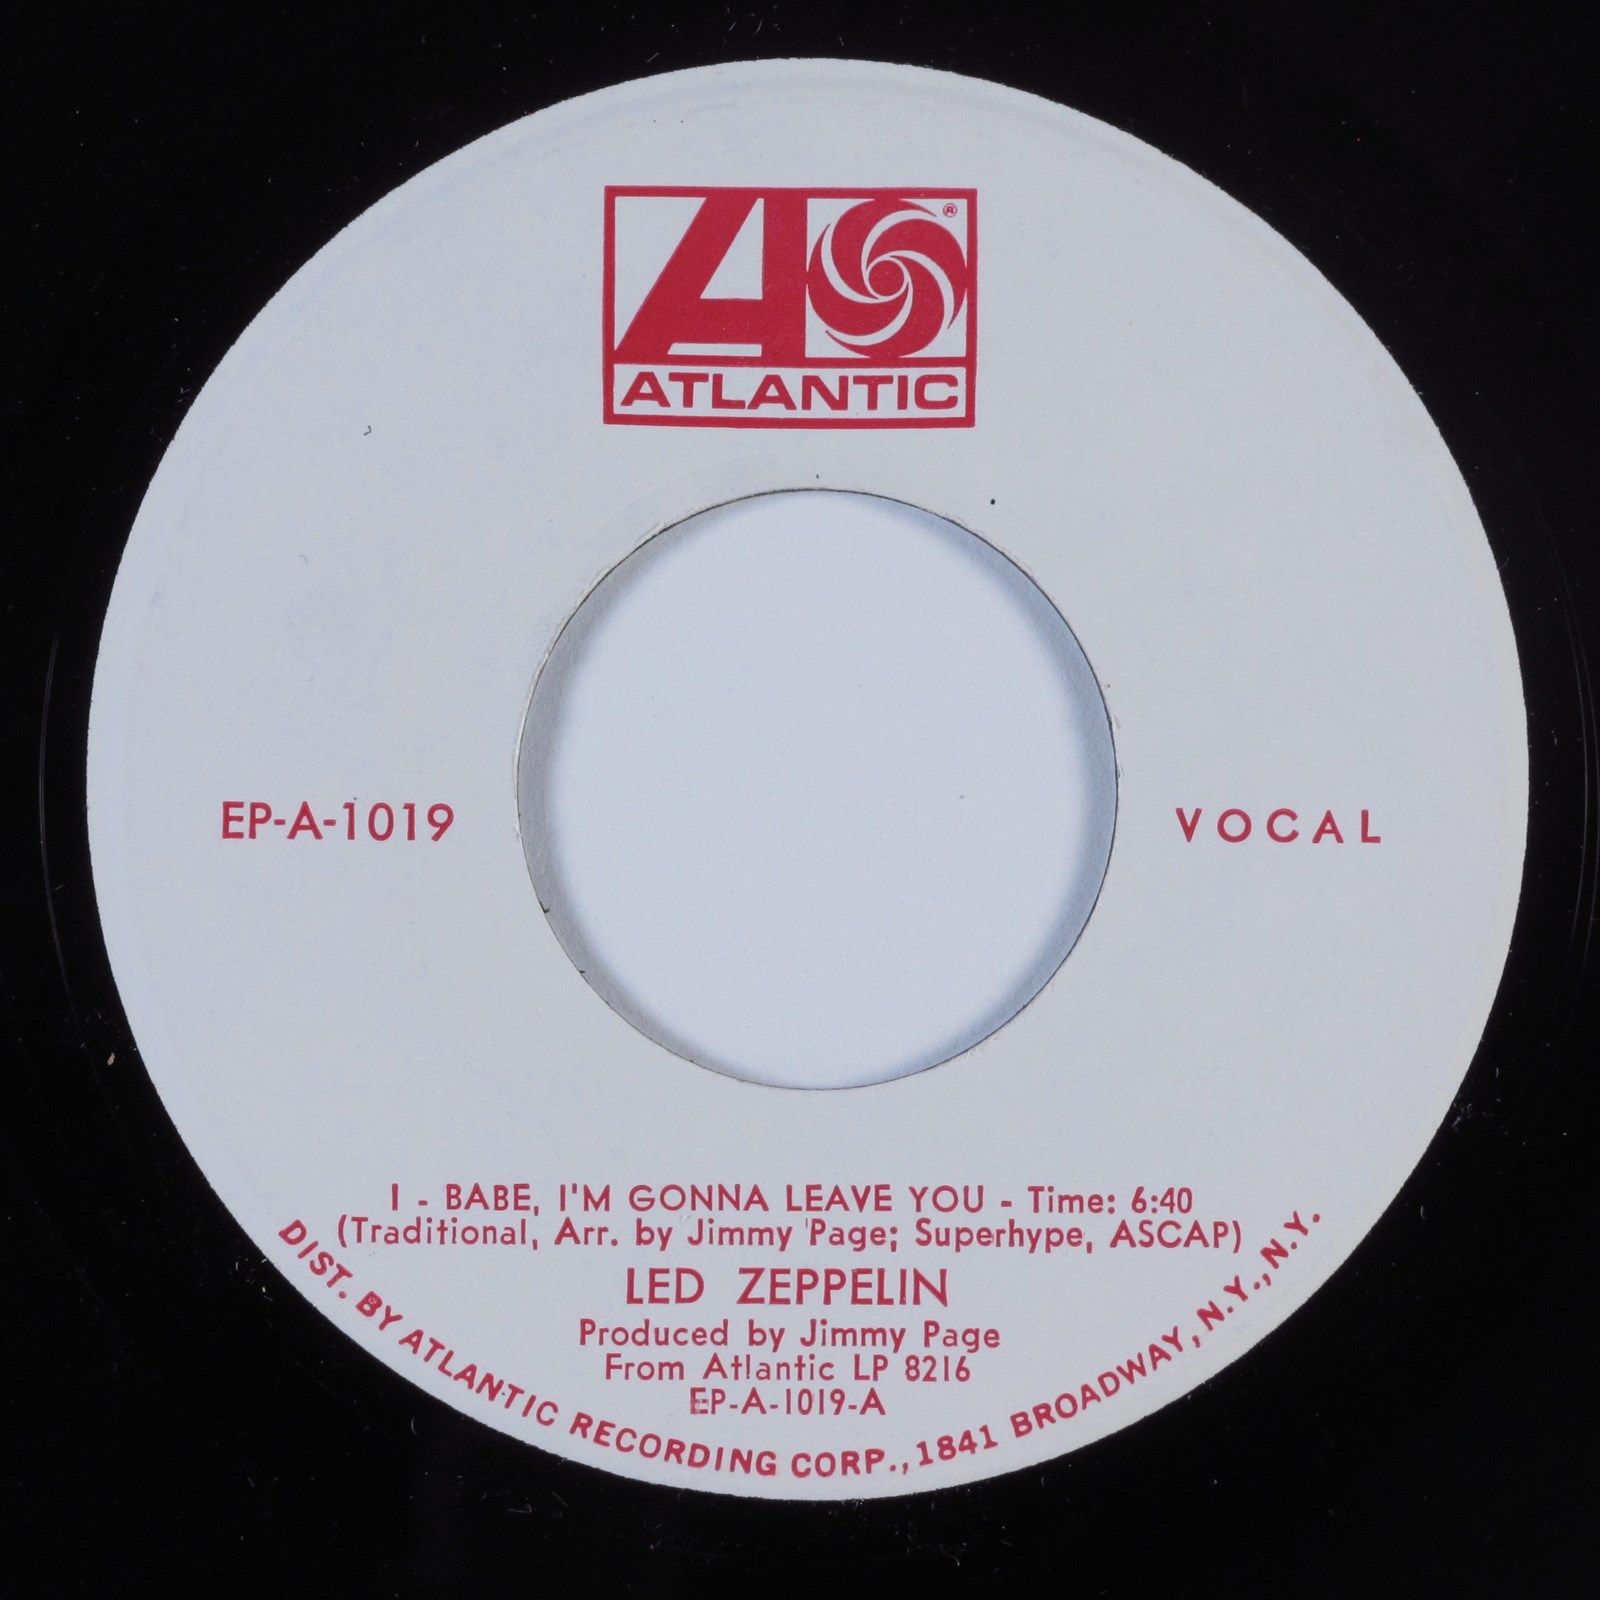 ®
ATLANTIC
EP-A-1019
VOCAL
1 - BABE, I'M GONNA LEAVE YOU - Time: 6:40
(Traditional, Arr. by Jimmy Page; Superhype, ASCAP)
LED ZEPPELIN
Produced by Jimmy Page
From Atlantic LP 8216
EP-A-1019-A
DIST. BY ATLANTIC RECORDING CORP., 1841 BROADWAY, N.Y., N.Y.